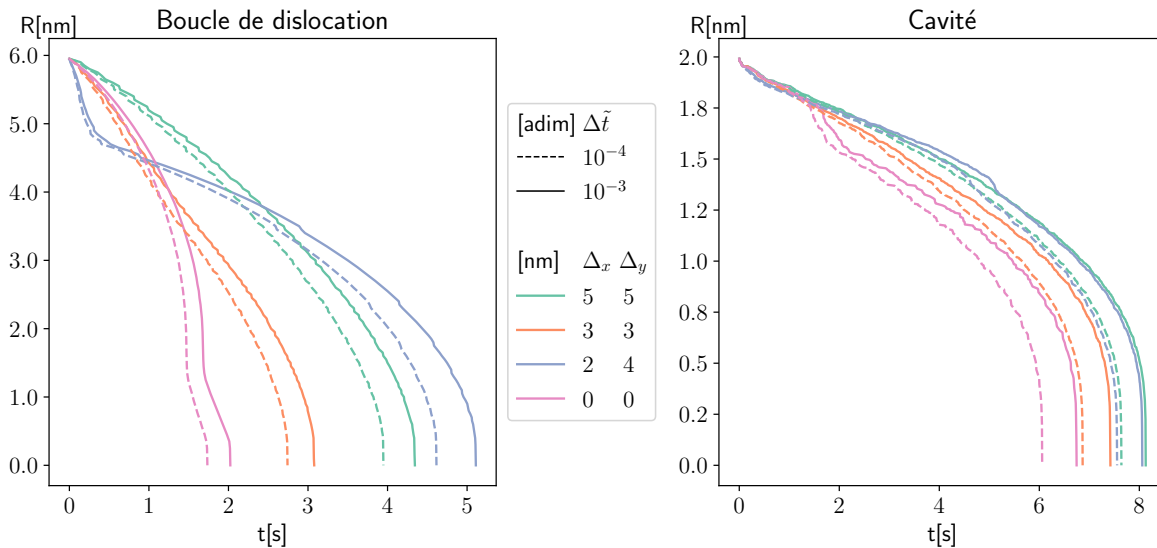 Boucle de dislocation
R[nm]
6.0
5.0
4.0
3.0
2.0
1.0
0.0
0 1 2 3 4 5
t[s]
[adim] Δt̃
10⁻⁴
10⁻³
[nm] Δₓ Δᵧ
5 5
3 3
2 4
0 0
Cavité
R[nm]
2.0
1.8
1.5
1.2
1.0
0.8
0.5
0.2
0.0
0 2 4 6 8
t[s]